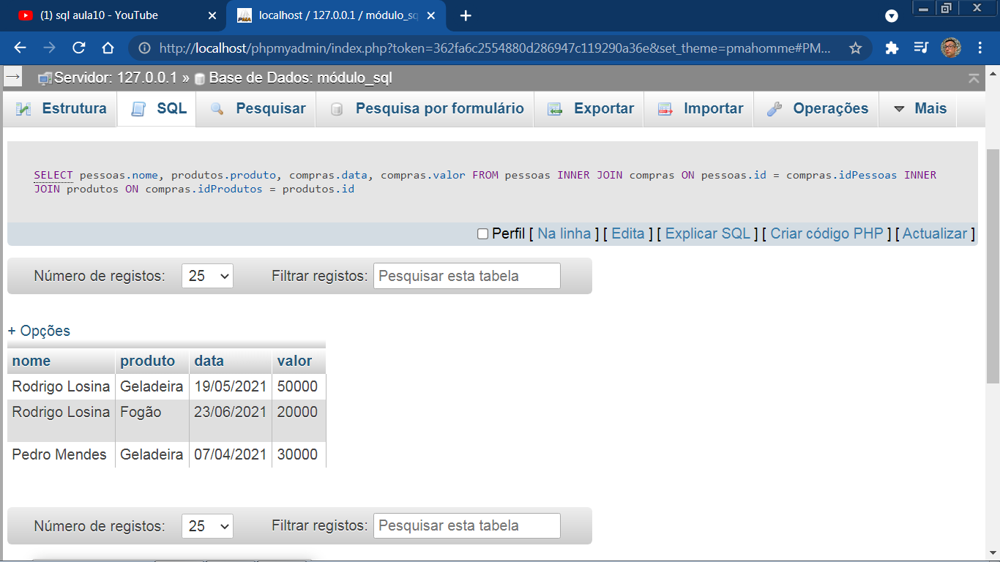 (1) sql aula10 - YouTube
localhost / 127.0.0.1 / módulo_sq
http://localhost/phpmyadmin/index.php?token=362fa6c2554880d286947c119290a36e&set_theme=pmahomme#PM...
Servidor: 127.0.0.1 » Base de Dados: módulo_sql
Estrutura SQL Pesquisar Pesquisa por formulário Exportar Importar Operações Mais
SELECT pessoas.nome, produtos.produto, compras.data, compras.valor FROM pessoas INNER JOIN compras ON pessoas.id = compras.idPessoas INNER
JOIN produtos ON compras.idProdutos = produtos.id
Perfil [ Na linha ] [ Edita ] [ Explicar SQL ] [ Criar código PHP ] [ Actualizar ]
Número de registos: 25 Filtrar registos: Pesquisar esta tabela
+ Opções
nome produto data valor
Rodrigo Losina Geladeira 19/05/2021 50000
Rodrigo Losina Fogão 23/06/2021 20000
Pedro Mendes Geladeira 07/04/2021 30000
Número de registos: 25 Filtrar registos: Pesquisar esta tabela